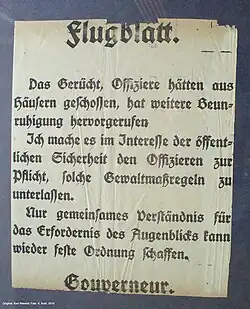 Flugblatt.
Das Gerücht, Offiziere hätten aus
Häusern geschossen, hat weitere Beun-
ruhigung hervorgerufen
Ich mache es im Interesse der öffent-
lichen Sicherheit den Offizieren zur
Pflicht, solche Gewaltmaßregeln zu
unterlassen.
Nur gemeinsames Verständnis für
das Erfordernis des Augenblicks kann
wieder feste Ordnung schaffen.
Gouverneur.